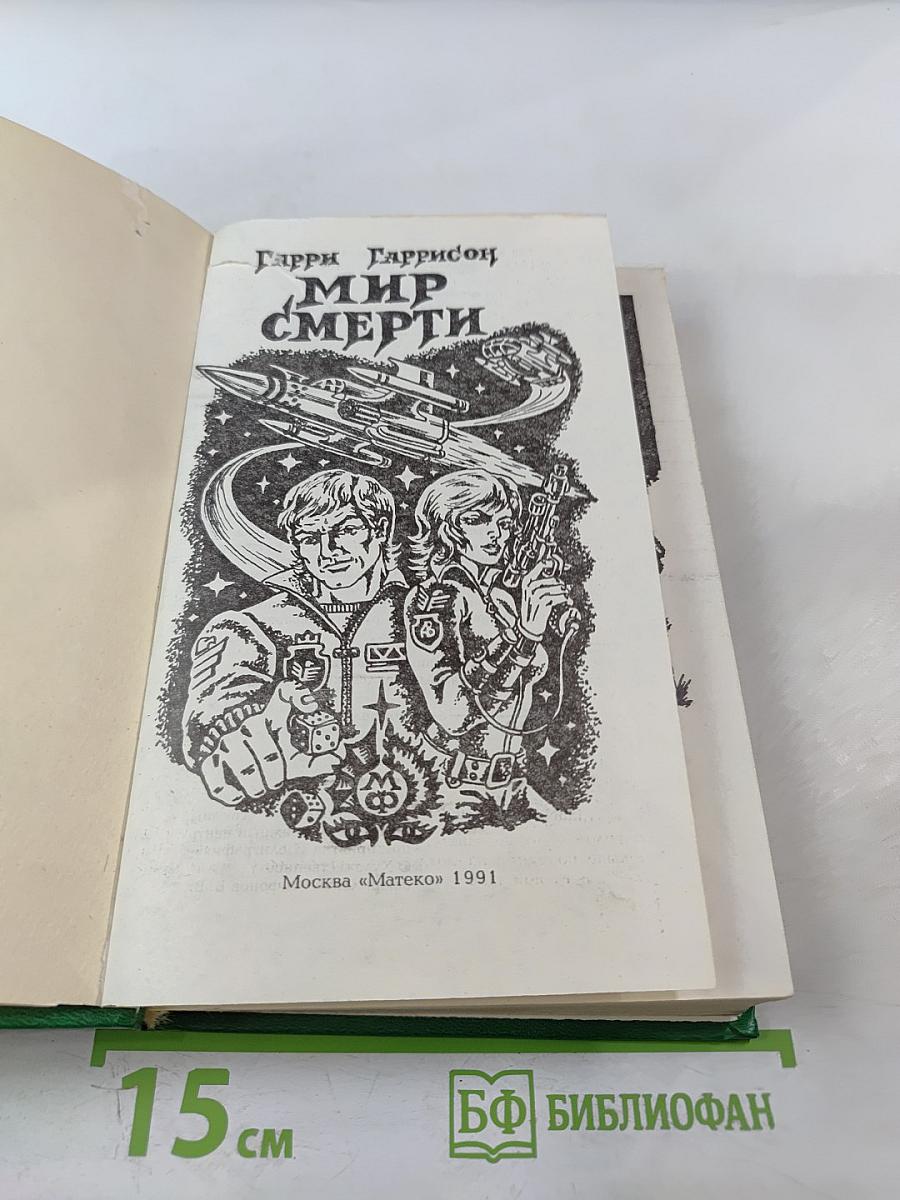 Гарри Гаррисон
МИР
СМЕРТИ
М
Ф
Москва «Матеко» 1991
15 см
БФ БИБЛИОФАН